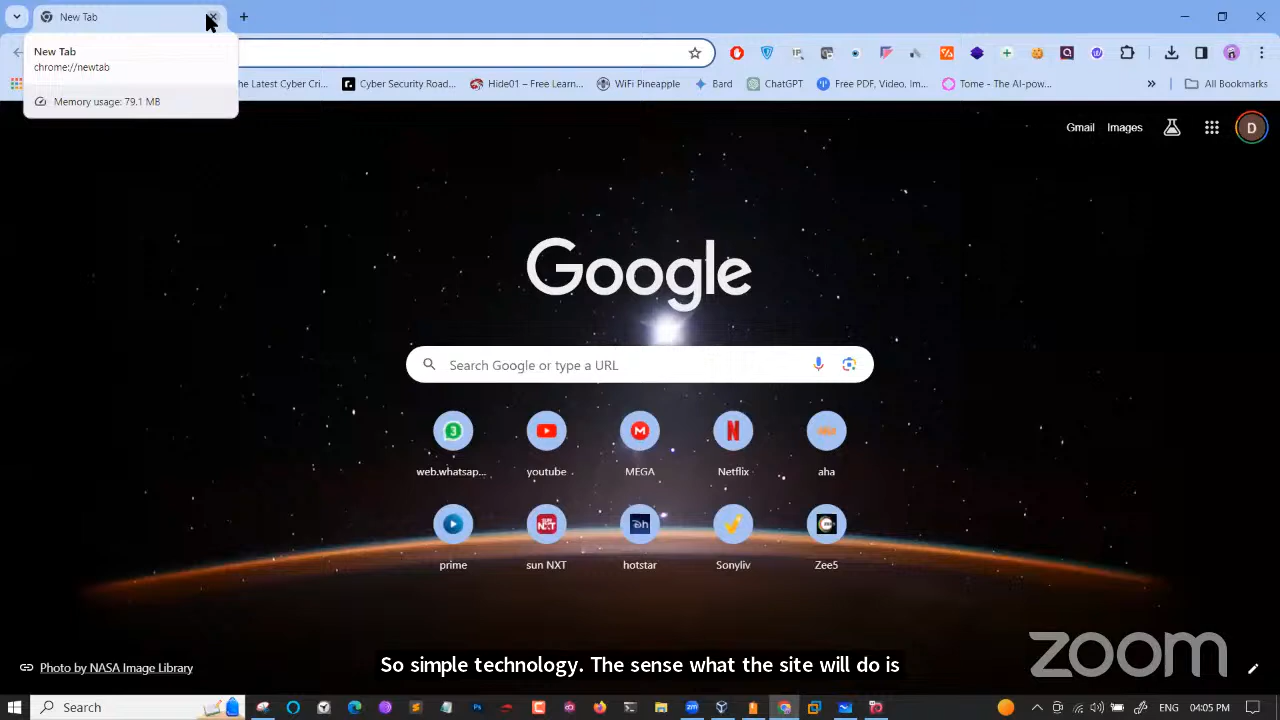 New Tab
New Tab
chrome://newtab
Memory usage: 79.1 MB
he Latest Cyber Cri...
Cyber Security Road...
Hide01 – Free Learn...
WiFi Pineapple
Bard
ChatGPT
Free PDF, Video, Im...
Tome - The AI-pow...
All Bookmarks
Gmail
Images
D
Google
Search Google or type a URL
web.whatsap...
youtube
MEGA
Netflix
aha
prime
sun NXT
hotstar
Sonyliv
Zee5
zoom
Photo by NASA Image Library
So simple technology. The sense what the site will do is
Search
04:05 PM